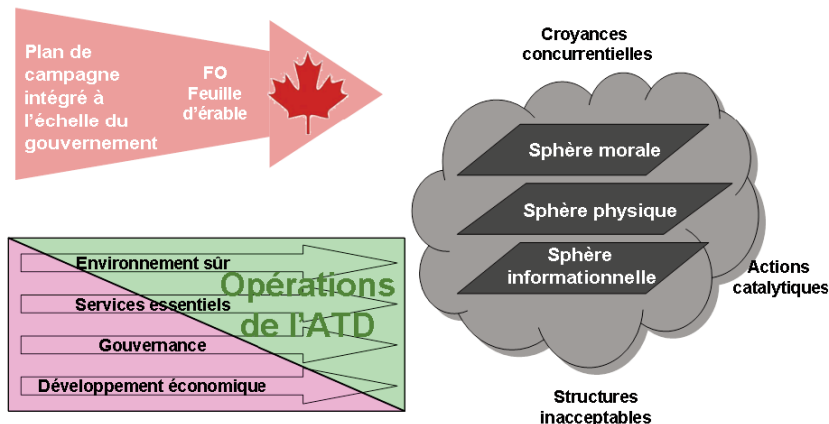 Plan de
campagne
intégré à
l'échelle du
gouvernement
FO
Feuille
d'érable
Croyances
concurrentielles
Sphère morale
Sphère physique
Sphère
informationnelle
Actions
catalytiques
Structures
inacceptables
Environnement sûr
Services essentiels
Gouvernance
Développement économique
Opérations
de l'ATD